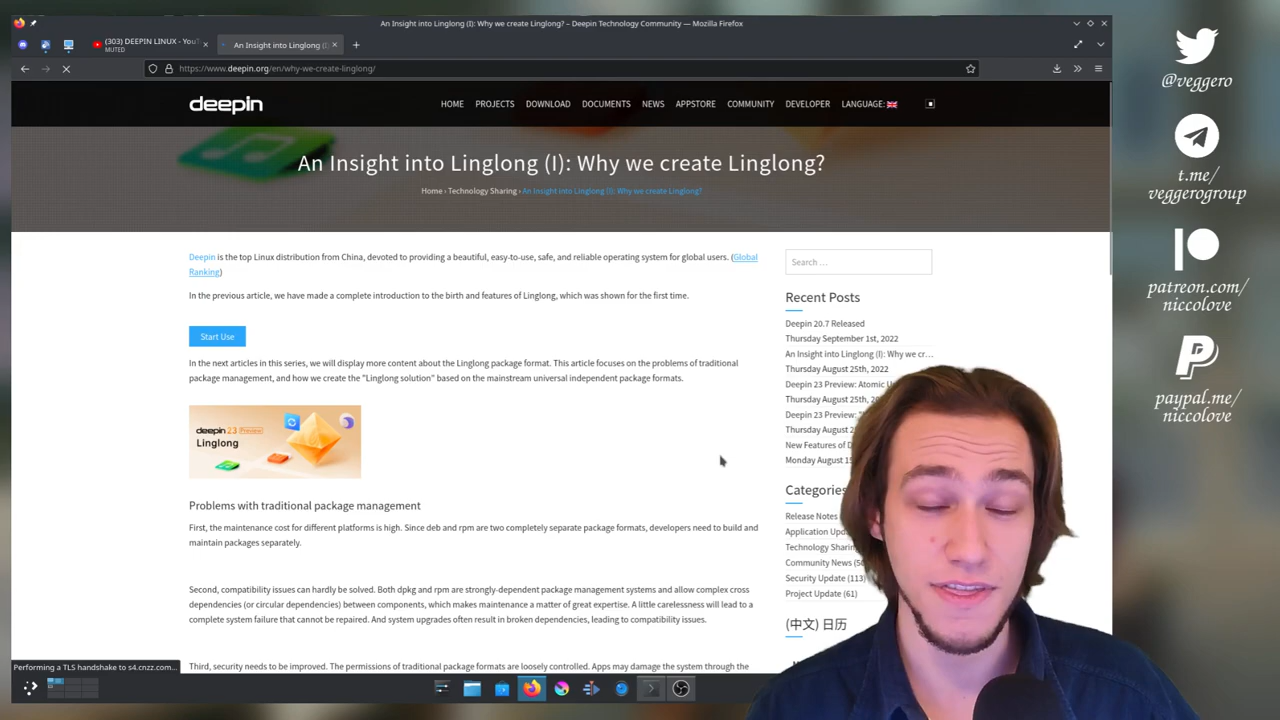 An Insight into Linglong (I): Why we create Linglong? – Deepin Technology Community — Mozilla Firefox
(303) DEEPIN LINUX - YouT
MUTED
An Insight into Linglong (I):
https://www.deepin.org/en/why-we-create-linglong/
deepin
HOME PROJECTS DOWNLOAD DOCUMENTS NEWS APPSTORE COMMUNITY DEVELOPER LANGUAGE:
An Insight into Linglong (I): Why we create Linglong?
Home › Technology Sharing › An Insight into Linglong (I): Why we create Linglong?
Deepin is the top Linux distribution from China, devoted to providing a beautiful, easy-to-use, safe, and reliable operating system for global users. (Global
Ranking)
In the previous article, we have made a complete introduction to the birth and features of Linglong, which was shown for the first time.
Start Use
In the next articles in this series, we will display more content about the Linglong package format. This article focuses on the problems of traditional
package management, and how we create the "Linglong solution" based on the mainstream universal independent package formats.
deepin 23 Preview
Linglong
Problems with traditional package management
First, the maintenance cost for different platforms is high. Since deb and rpm are two completely separate package formats, developers need to build and
maintain packages separately.
Second, compatibility issues can hardly be solved. Both dpkg and rpm are strongly-dependent package management systems and allow complex cross
dependencies (or circular dependencies) between components, which makes maintenance a matter of great expertise. A little carelessness will lead to a
complete system failure that cannot be repaired. And system upgrades often result in broken dependencies, leading to compatibility issues.
Third, security needs to be improved. The permissions of traditional package formats are loosely controlled. Apps may damage the system through the
Search …
Recent Posts
Deepin 20.7 Released
Thursday September 1st, 2022
An Insight into Linglong (I): Why we cr…
Thursday August 25th, 2022
Deepin 23 Preview: Atomic U
Thursday August 25th, 20
Deepin 23 Preview: "
Thursday August 2
New Features of D
Monday August 15
Categories
Release Notes
Application Upda
Technology Sharing
Community News (50
Security Update (113)
Project Update (61)
(中文) 日历
Performing a TLS handshake to s4.cnzz.com…
@veggero
t.me/
veggerogroup
patreon.com/
niccolove
paypal.me/
niccolove